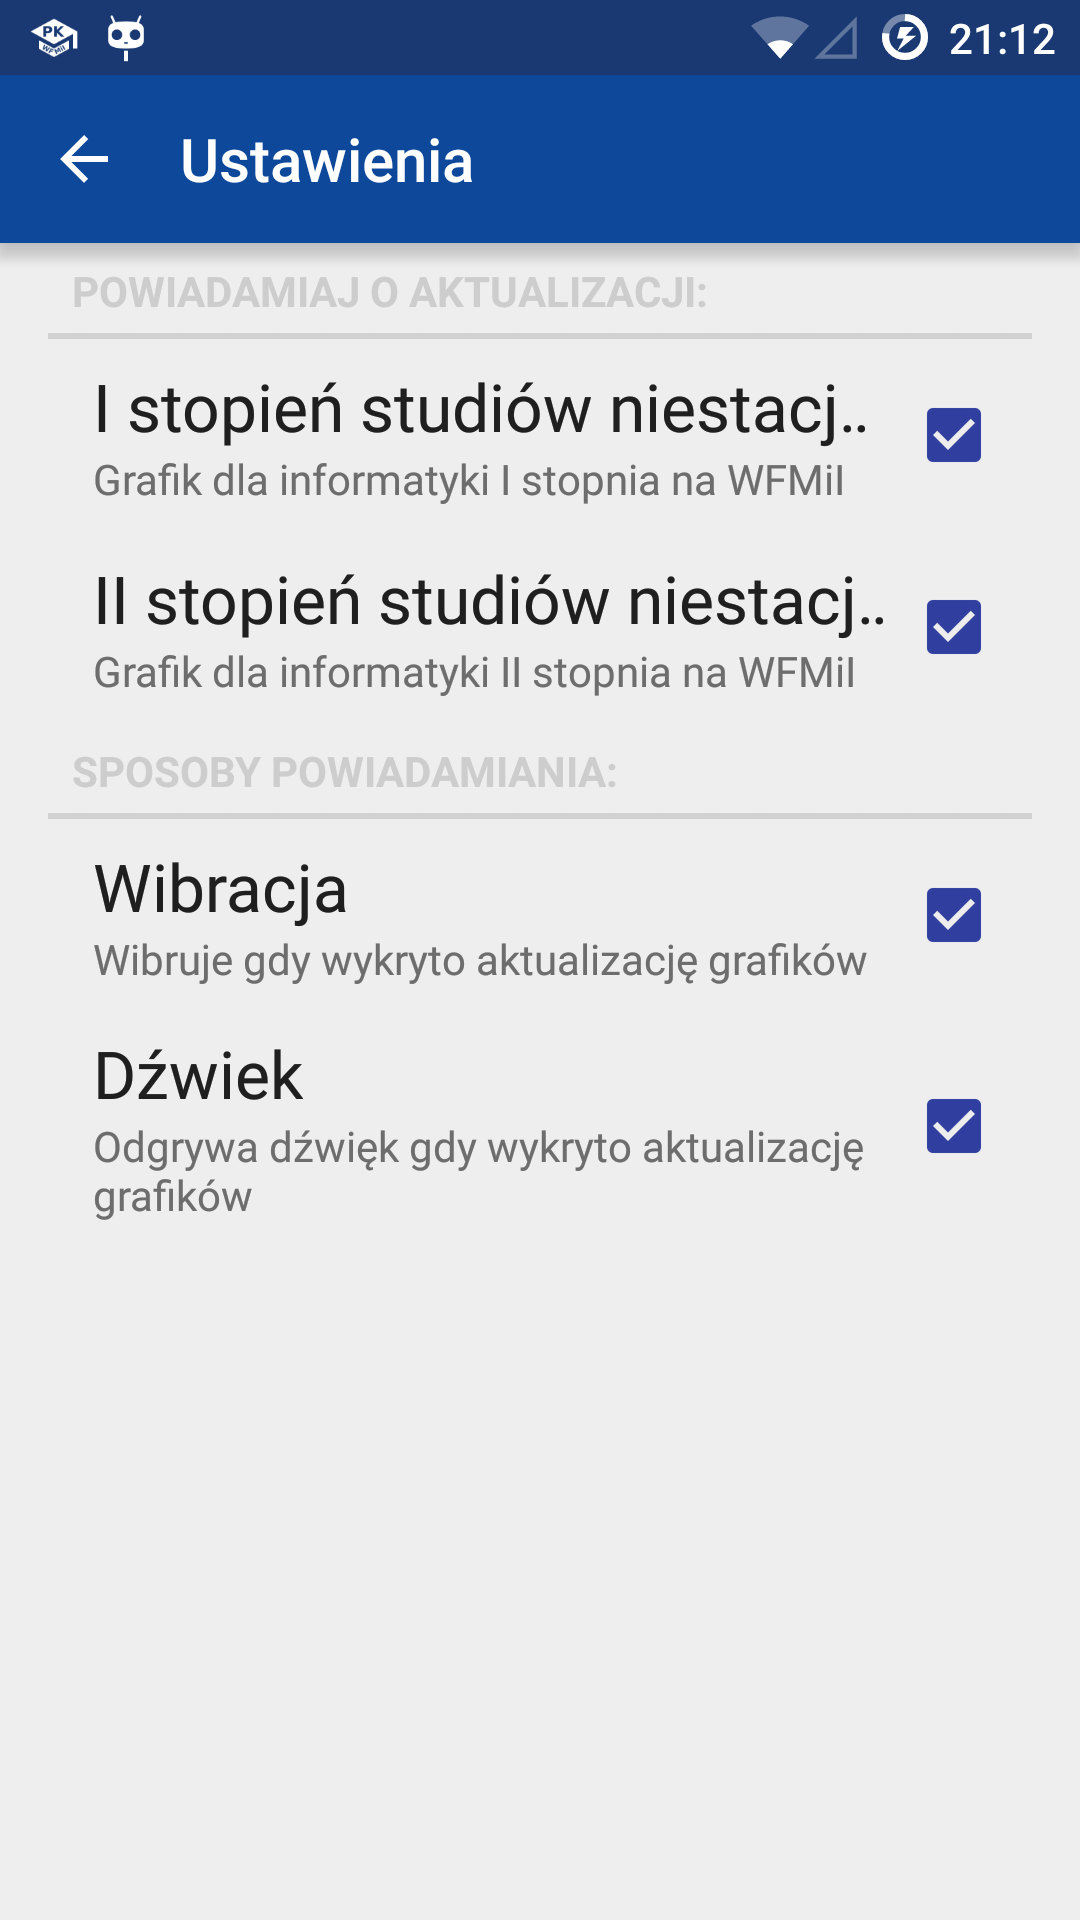 PK
WFMiI
21:12
Ustawienia
POWIADAMIAJ O AKTUALIZACJI:
I stopień studiów niestacj..
Grafik dla informatyki I stopnia na WFMiI
II stopień studiów niestacj..
Grafik dla informatyki II stopnia na WFMiI
SPOSOBY POWIADAMIANIA:
Wibracja
Wibruje gdy wykryto aktualizację grafików
Dźwiek
Odgrywa dźwięk gdy wykryto aktualizację
grafików